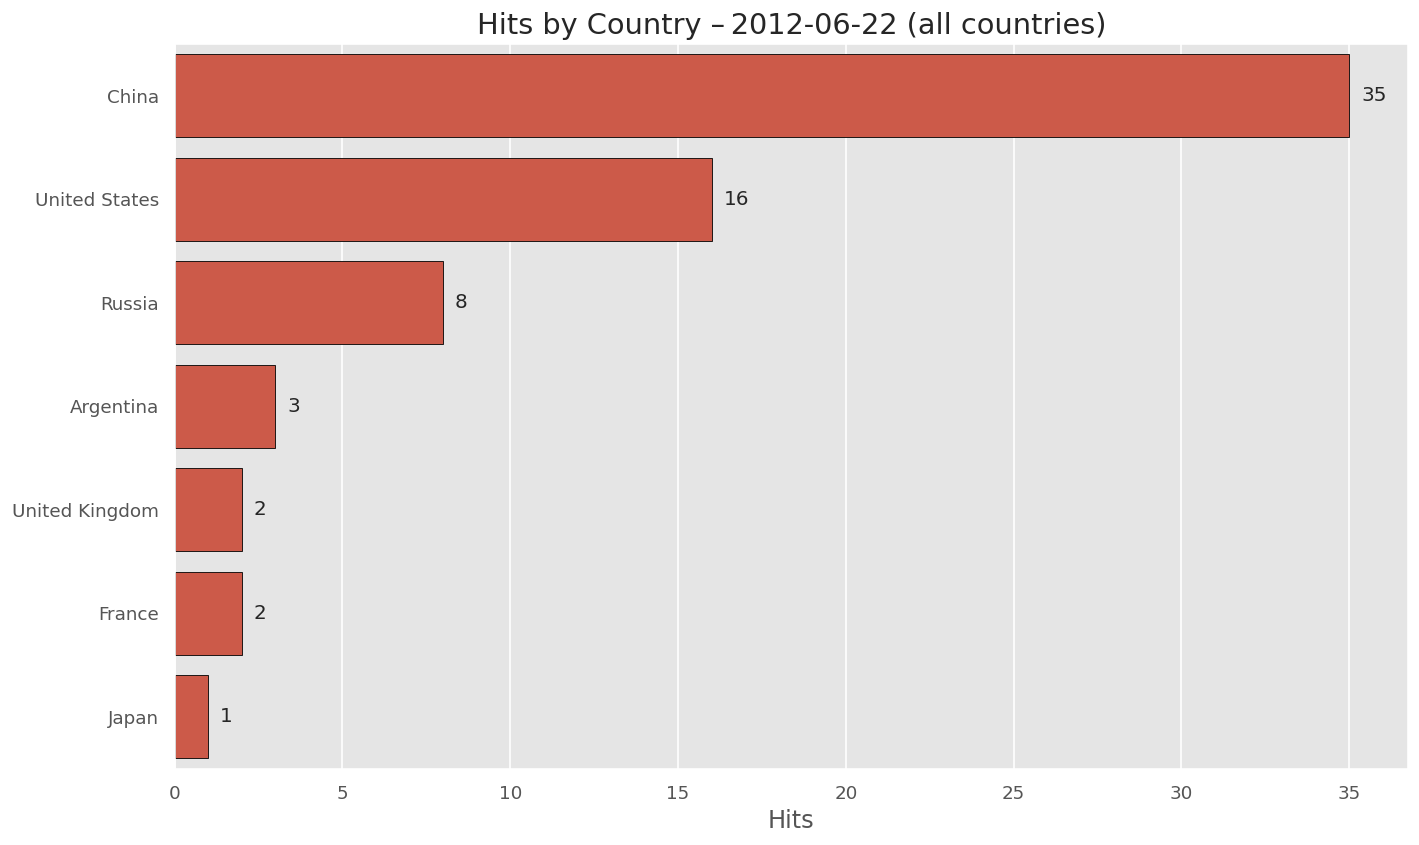 Hits by Country – 2012-06-22 (all countries)
China
35
United States
16
Russia
8
Argentina
3
United Kingdom
2
France
2
Japan
1
0 5 10 15 20 25 30 35
Hits